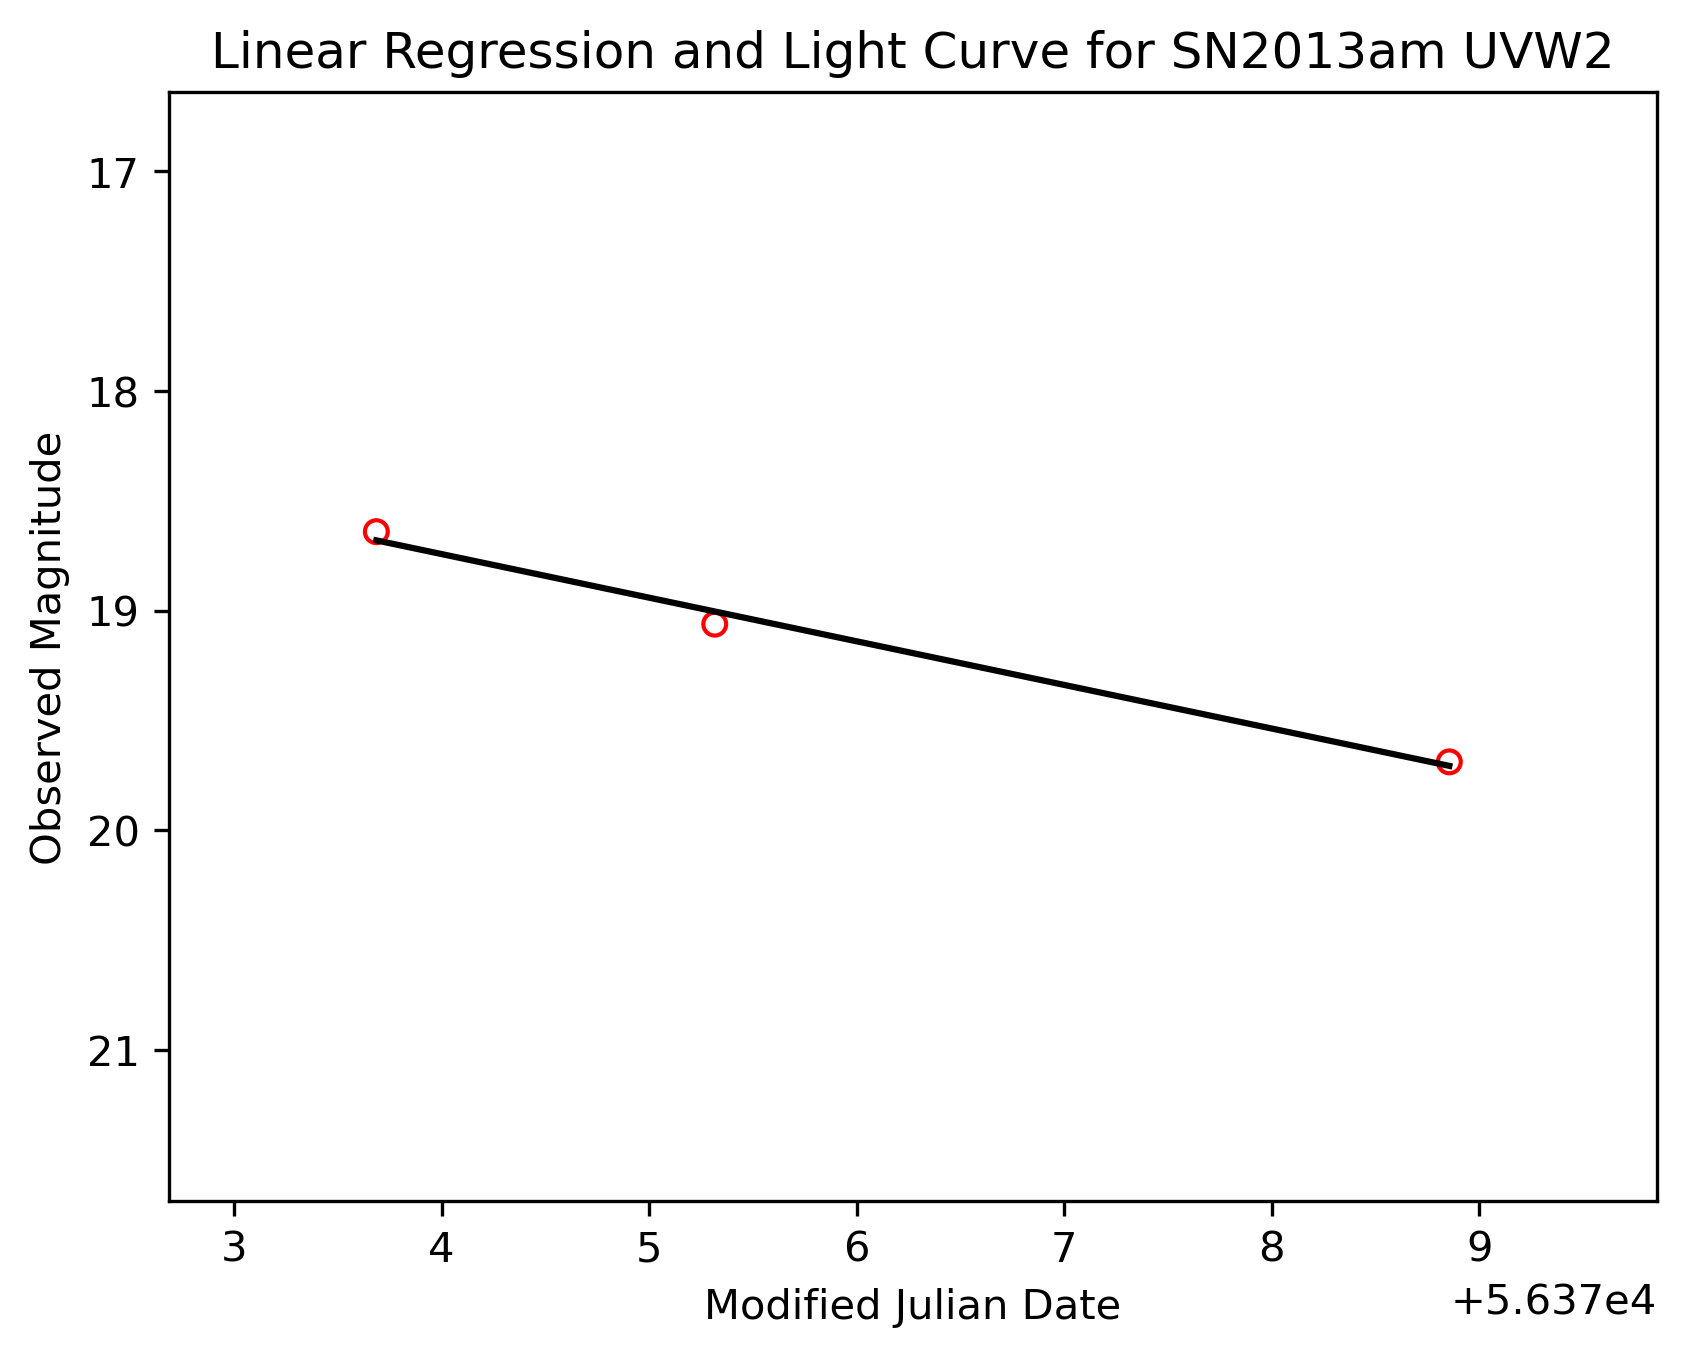 Linear Regression and Light Curve for SN2013am UVW2
Observed Magnitude
17
18
19
20
21
3 4 5 6 7 8 9
Modified Julian Date
+5.637e4